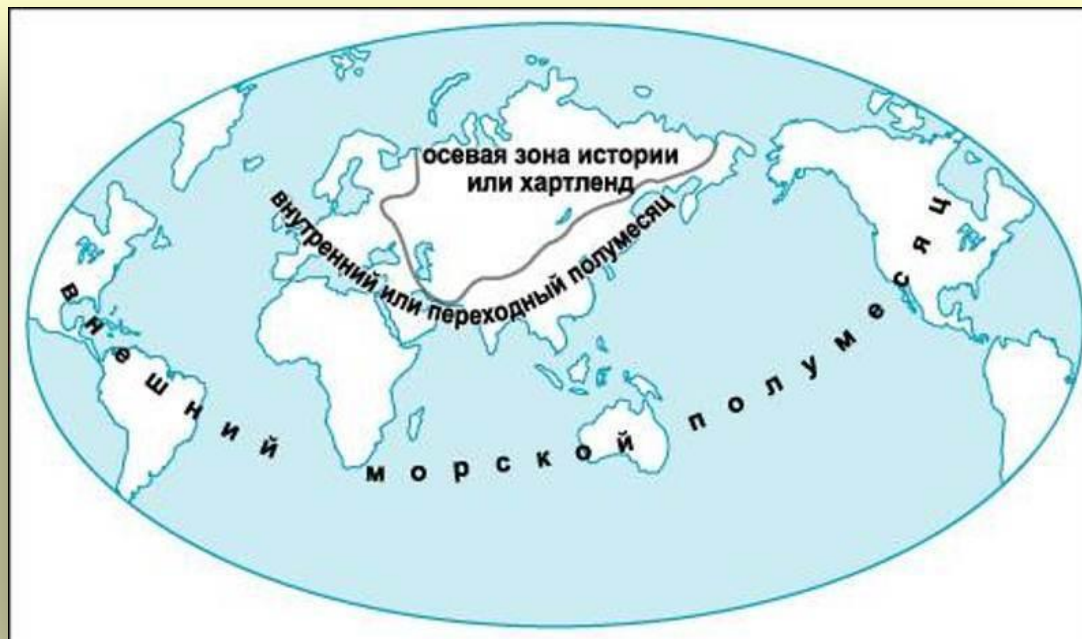 осевая зона истории
или хартленд
внутренний или переходный полумесяц
внешний морской полумесяц